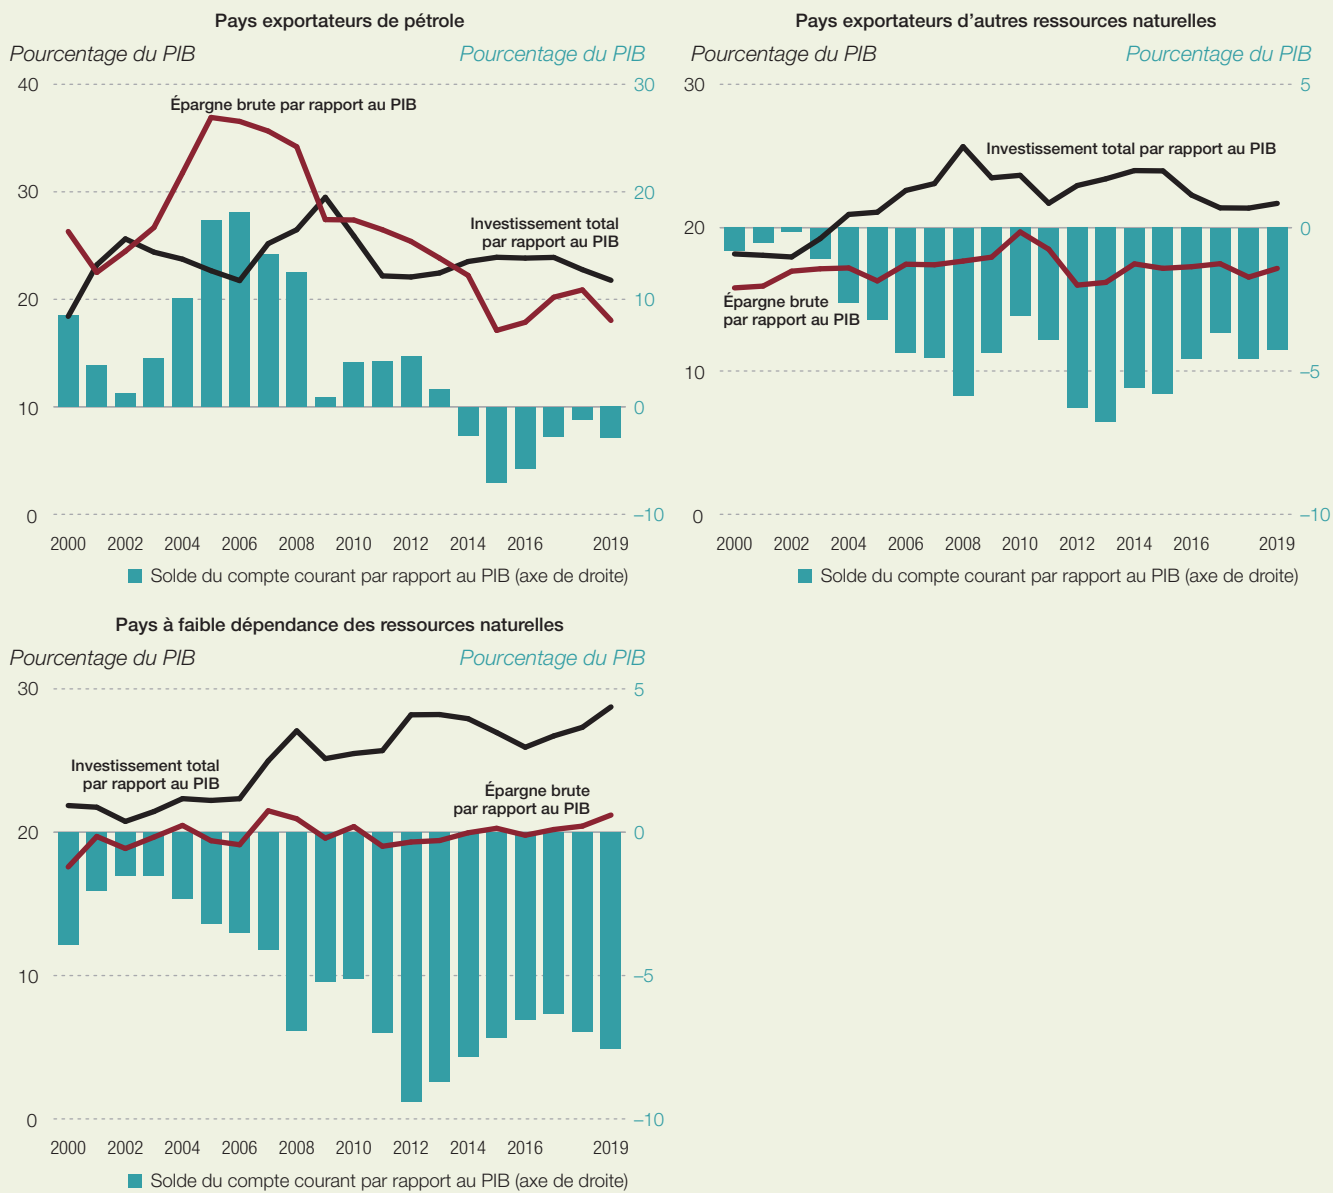 Pays exportateurs de pétrole
Pourcentage du PIB
Pourcentage du PIB
40
30
20
10
0
30
20
10
0
–10
Épargne brute par rapport au PIB
Investissement total
par rapport au PIB
2000 2002 2004 2006 2008 2010 2012 2014 2016 2019
Solde du compte courant par rapport au PIB (axe de droite)
Pays exportateurs d’autres ressources naturelles
Pourcentage du PIB
Pourcentage du PIB
30
20
10
0
5
0
–5
–10
Investissement total par rapport au PIB
Épargne brute
par rapport au PIB
2000 2002 2004 2006 2008 2010 2012 2014 2016 2019
Solde du compte courant par rapport au PIB (axe de droite)
Pays à faible dépendance des ressources naturelles
Pourcentage du PIB
Pourcentage du PIB
30
20
10
0
5
0
–5
–10
Investissement total
par rapport au PIB
Épargne brute
par rapport au PIB
2000 2002 2004 2006 2008 2010 2012 2014 2016 2019
Solde du compte courant par rapport au PIB (axe de droite)